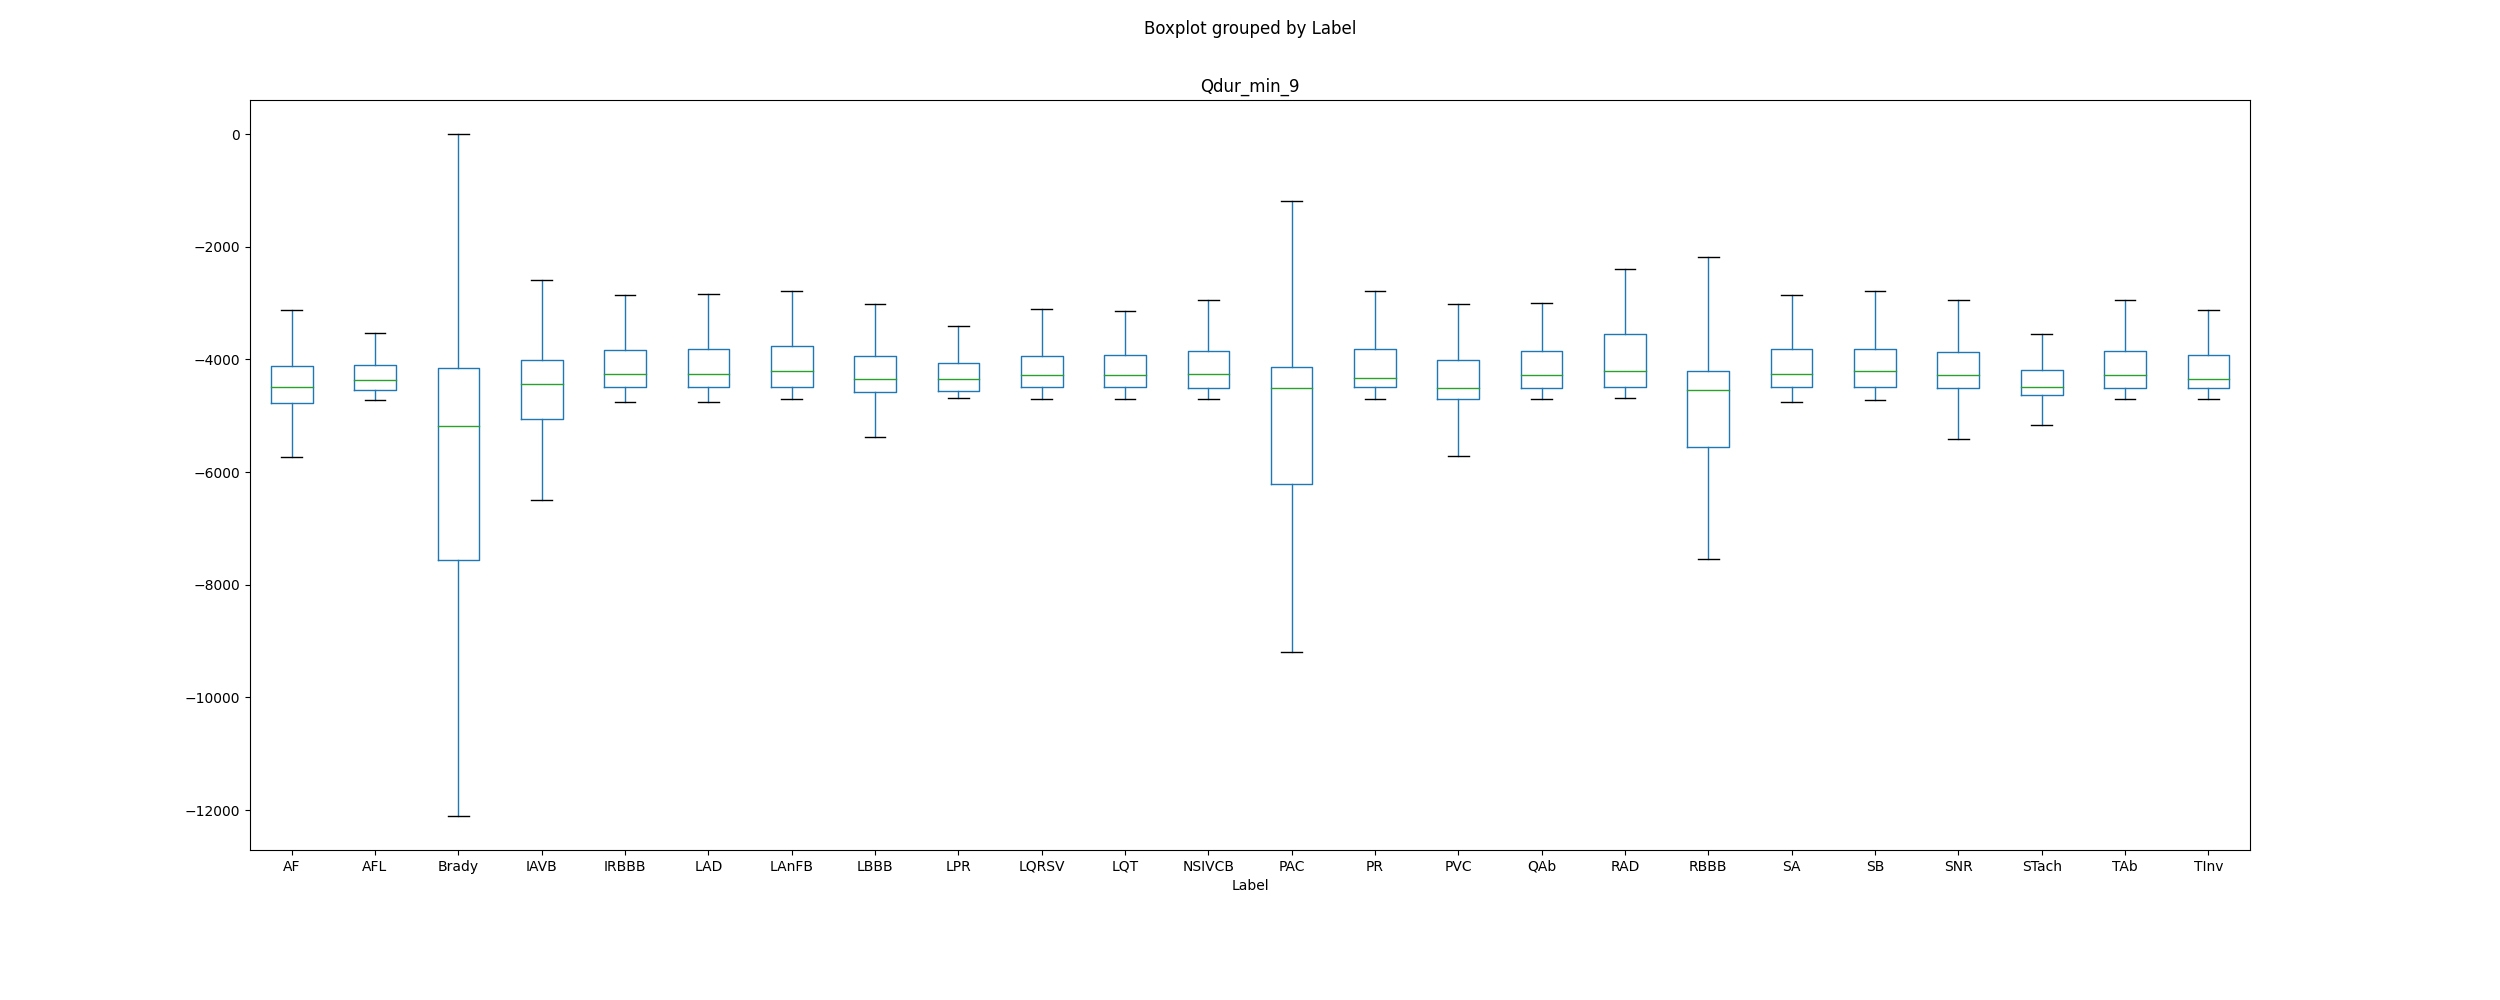 Boxplot grouped by Label
Qdur_min_9
0
−2000
−4000
−6000
−8000
−10000
−12000
AF AFL Brady IAVB IRBBB LAD LAnFB LBBB LPR LQRSV LQT NSIVCB PAC PR PVC QAb RAD RBBB SA SB SNR STach TAb TInv
Label